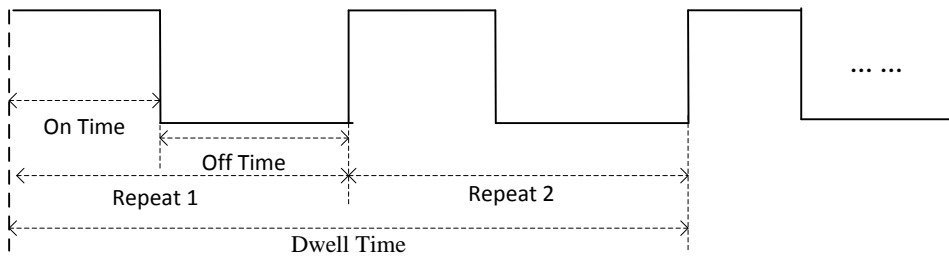 ... ...
On Time
Off Time
Repeat 1
Repeat 2
Dwell Time